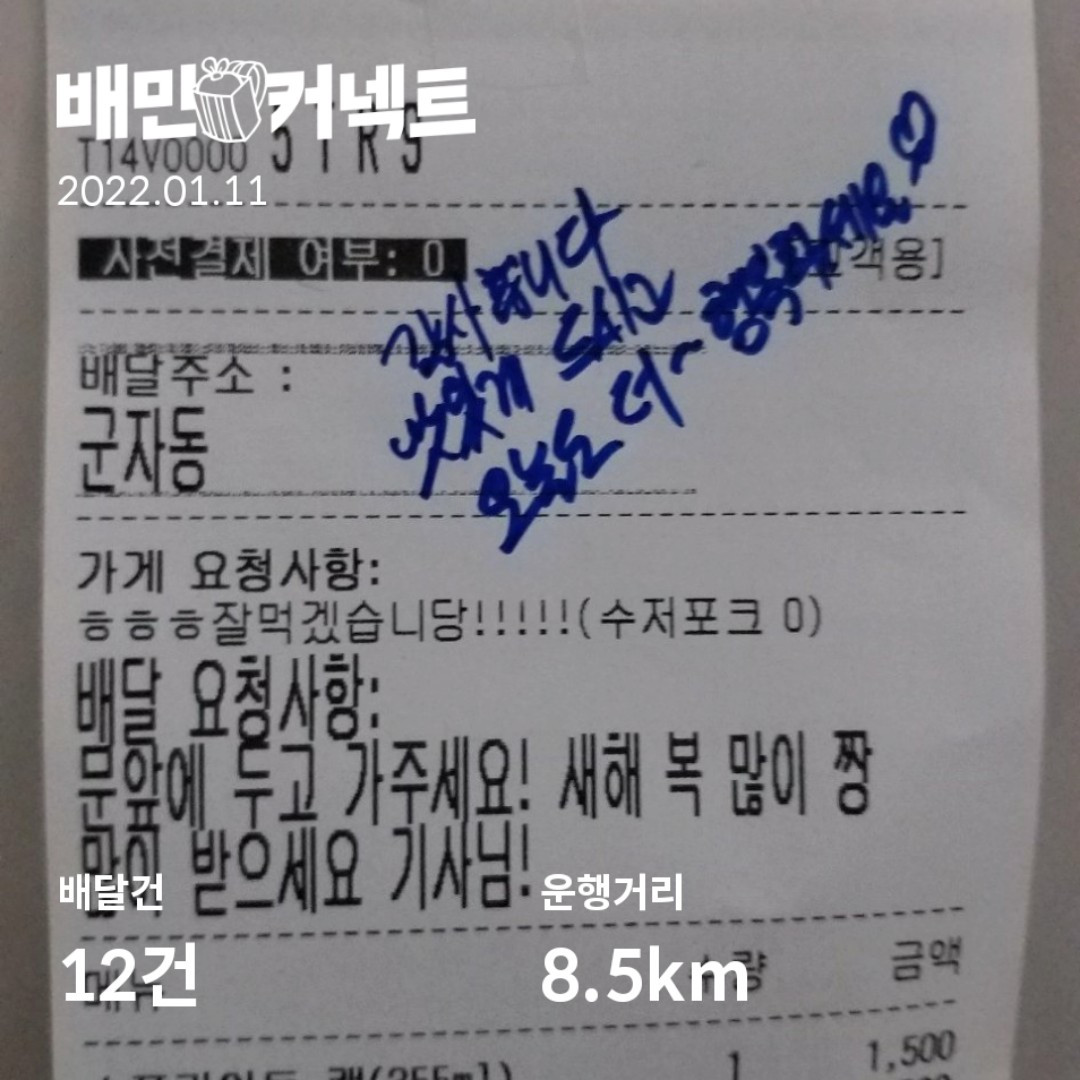 배민커넥트
T14V0000
2022.01.11
사전결제 여부: O
고객용]
감사합니다
맛있게 드시고
오늘도 더~ 행복하세요♡
배달주소 :
군자동
가게 요청사항:
ㅎㅎㅎ잘먹겠습니당!!!!!(수저포크 O)
배달 요청사항:
문앞에 두고 가주세요! 새해 복 많이 짱
많이 받으세요 기사님!
배달건 운행거리
12건 8.5km
메뉴 수량 금액
1 1,500